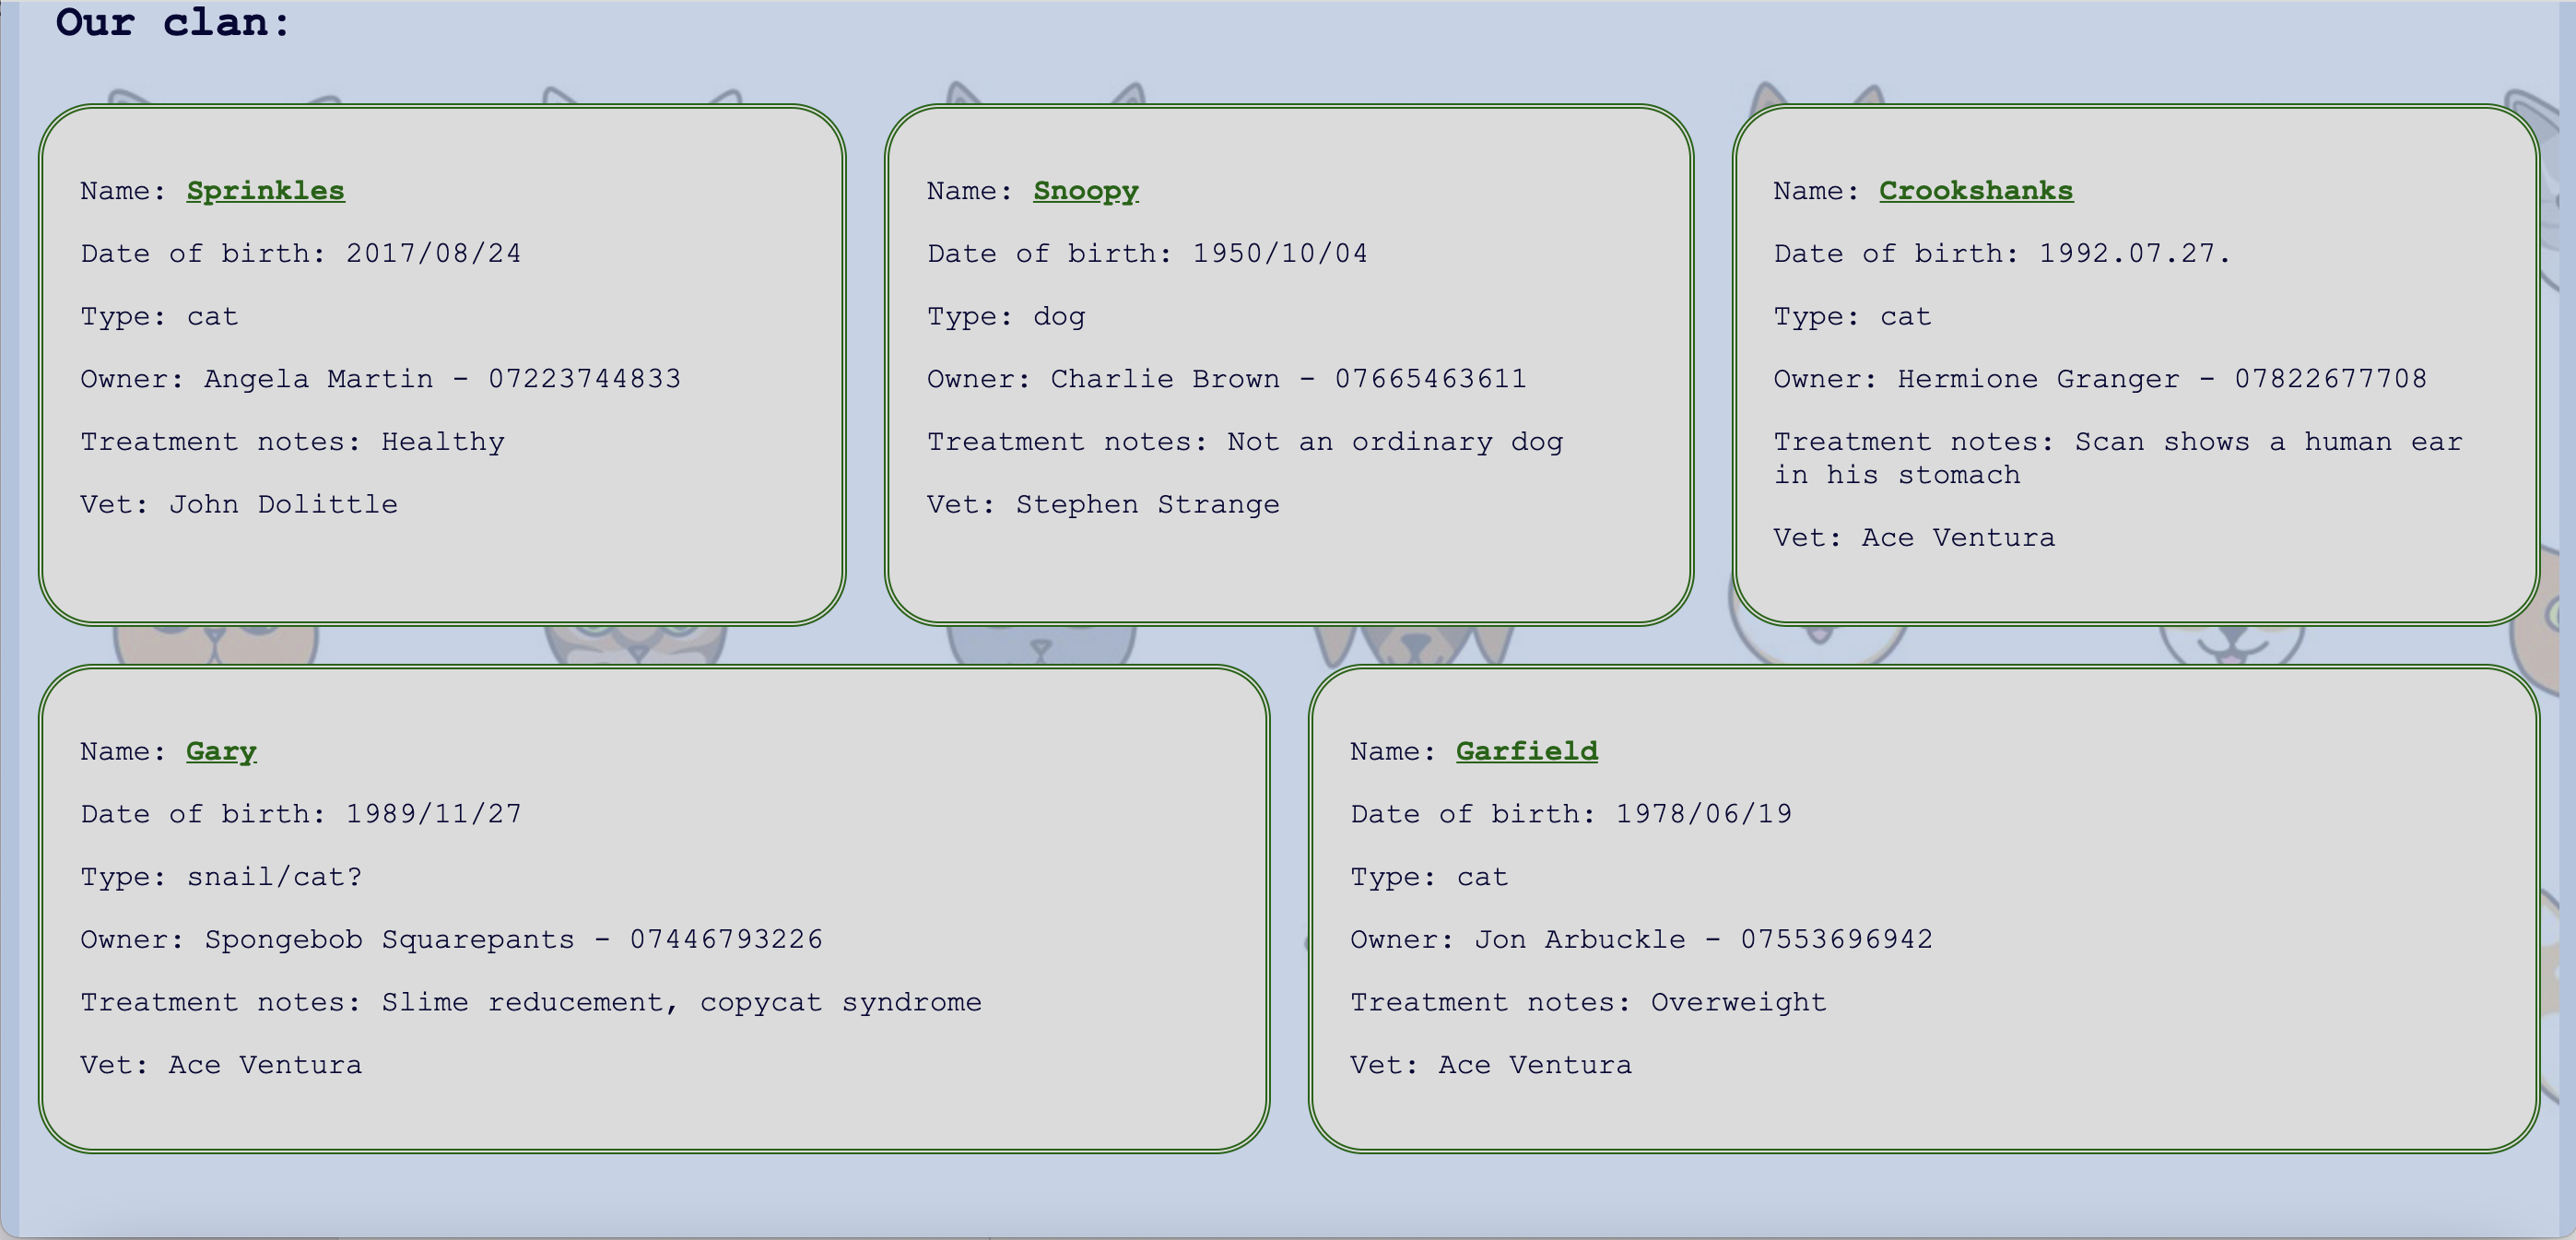 Our clan:
Name: Sprinkles
Date of birth: 2017/08/24
Type: cat
Owner: Angela Martin - 07223744833
Treatment notes: Healthy
Vet: John Dolittle
Name: Snoopy
Date of birth: 1950/10/04
Type: dog
Owner: Charlie Brown - 07665463611
Treatment notes: Not an ordinary dog
Vet: Stephen Strange
Name: Crookshanks
Date of birth: 1992.07.27.
Type: cat
Owner: Hermione Granger - 07822677708
Treatment notes: Scan shows a human ear
in his stomach
Vet: Ace Ventura
Name: Gary
Date of birth: 1989/11/27
Type: snail/cat?
Owner: Spongebob Squarepants - 07446793226
Treatment notes: Slime reducement, copycat syndrome
Vet: Ace Ventura
Name: Garfield
Date of birth: 1978/06/19
Type: cat
Owner: Jon Arbuckle - 07553696942
Treatment notes: Overweight
Vet: Ace Ventura